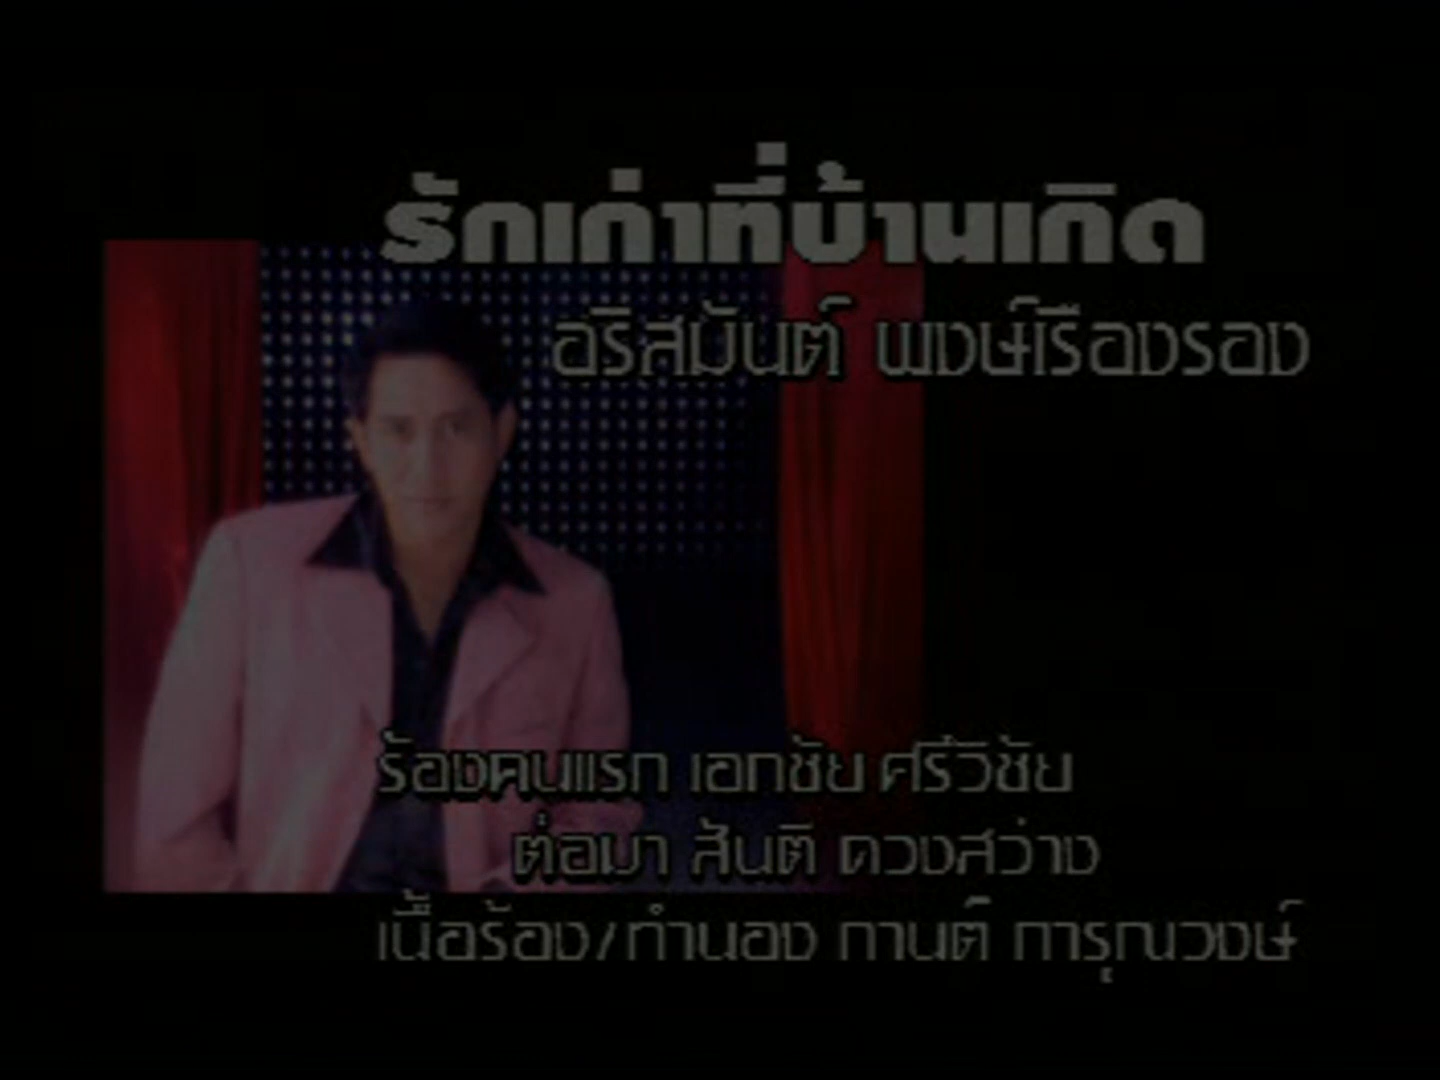 รักเก่าที่บ้านเกิด
อริสมันต์ พงษ์เรืองรอง
ร้องคนแรก เอกชัย ศรีวิชัย
ต่อมา สันติ ดวงสว่าง
เนื้อร้อง/ทำนอง กานต์ การุณวงษ์